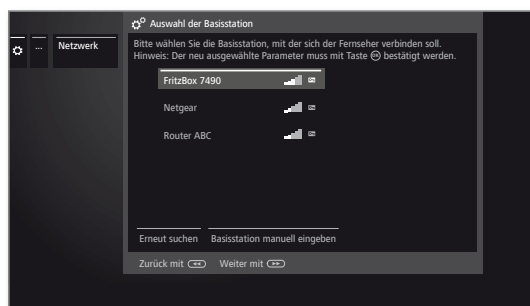 Auswahl der Basisstation
... Netzwerk
Bitte wählen Sie die Basisstation, mit der sich der Fernseher verbinden soll.
Hinweis: Der neu ausgewählte Parameter muss mit Taste OK bestätigt werden.
FritzBox 7490
Netgear
Router ABC
Erneut suchen Basisstation manuell eingeben
Zurück mit Weiter mit